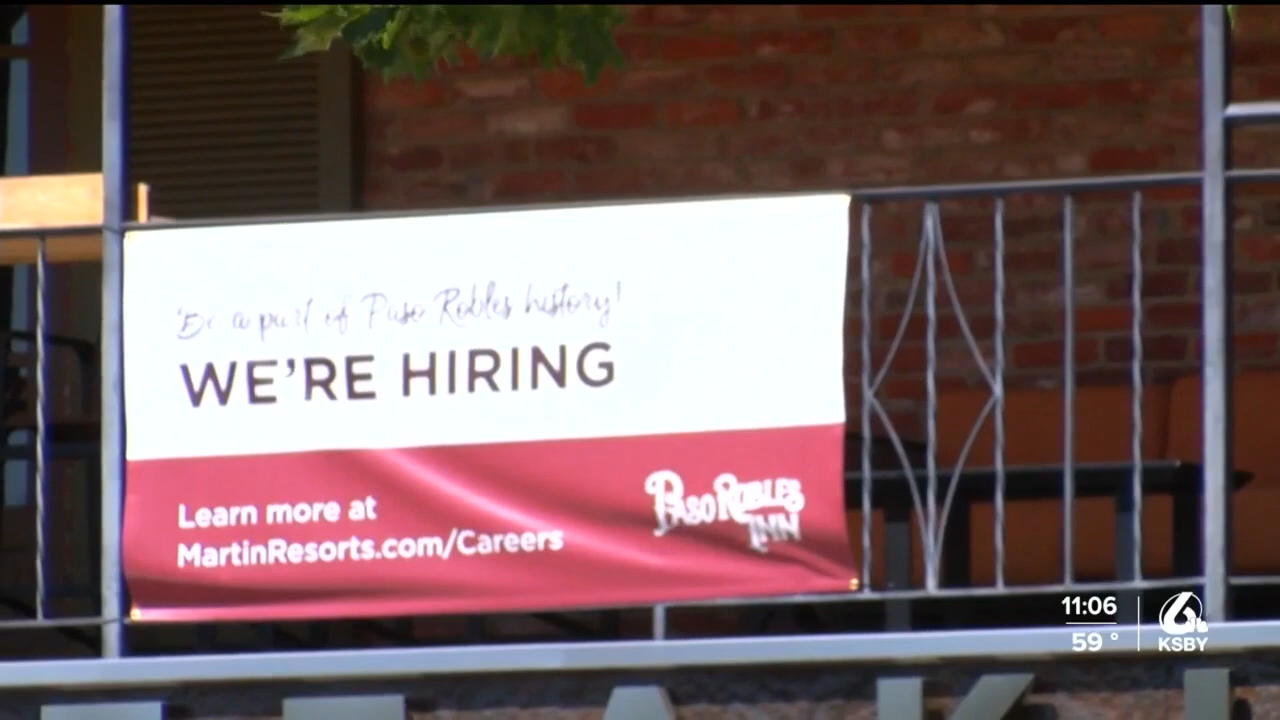 Be a part of Paso Robles history!
WE'RE HIRING
Learn more at
MartinResorts.com/Careers
PASO ROBLES
INN
11:06
59°
6
KSBY